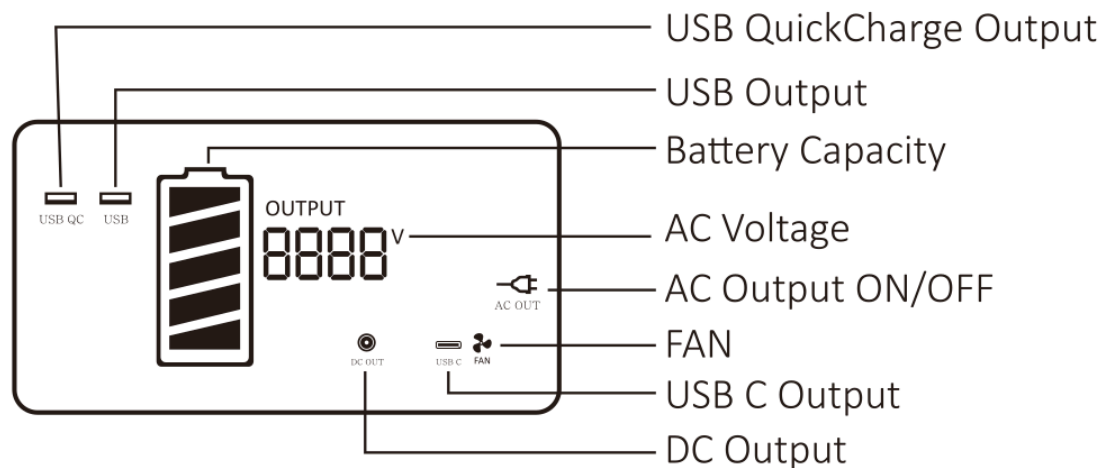 USB QuickCharge Output
USB Output
Battery Capacity
USB QC
USB
OUTPUT
8888 V
AC Voltage
AC OUT
AC Output ON/OFF
DC OUT
USB C
FAN
FAN
USB C Output
DC Output